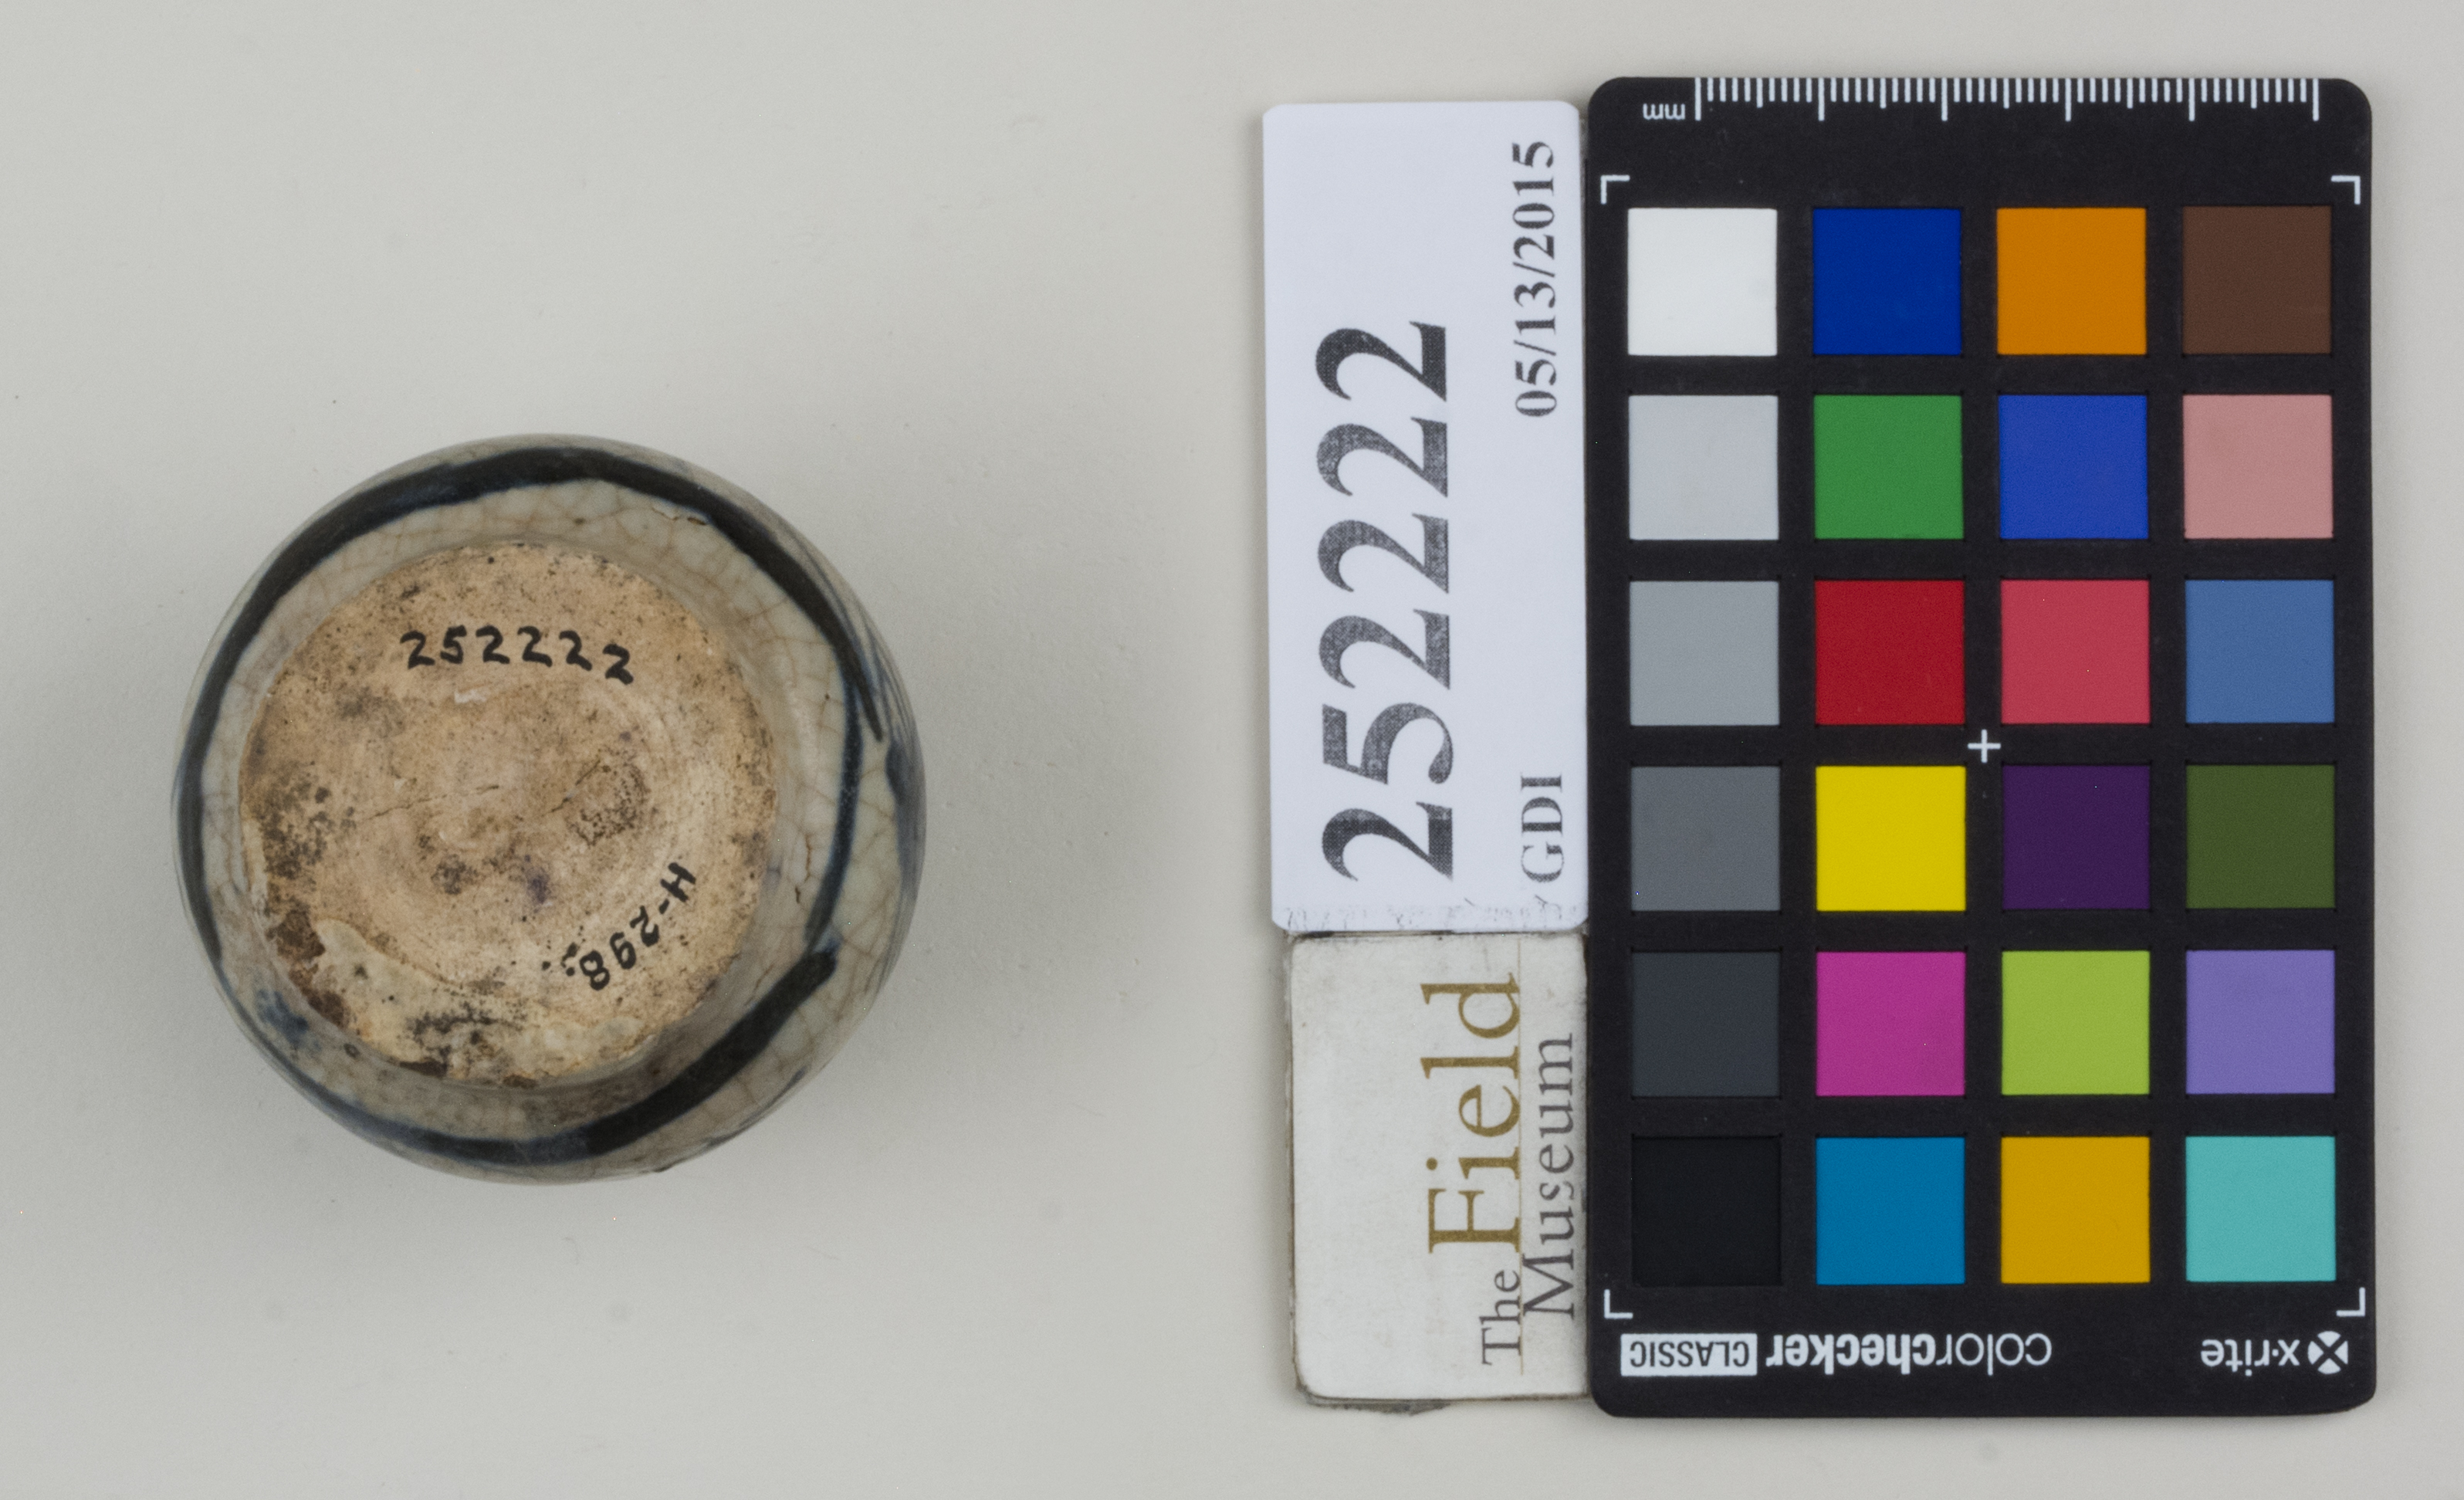 252222
H-298.
252222
GDI 05/13/2015
The Field
Museum
mm
x·rite
colorchecker CLASSIC